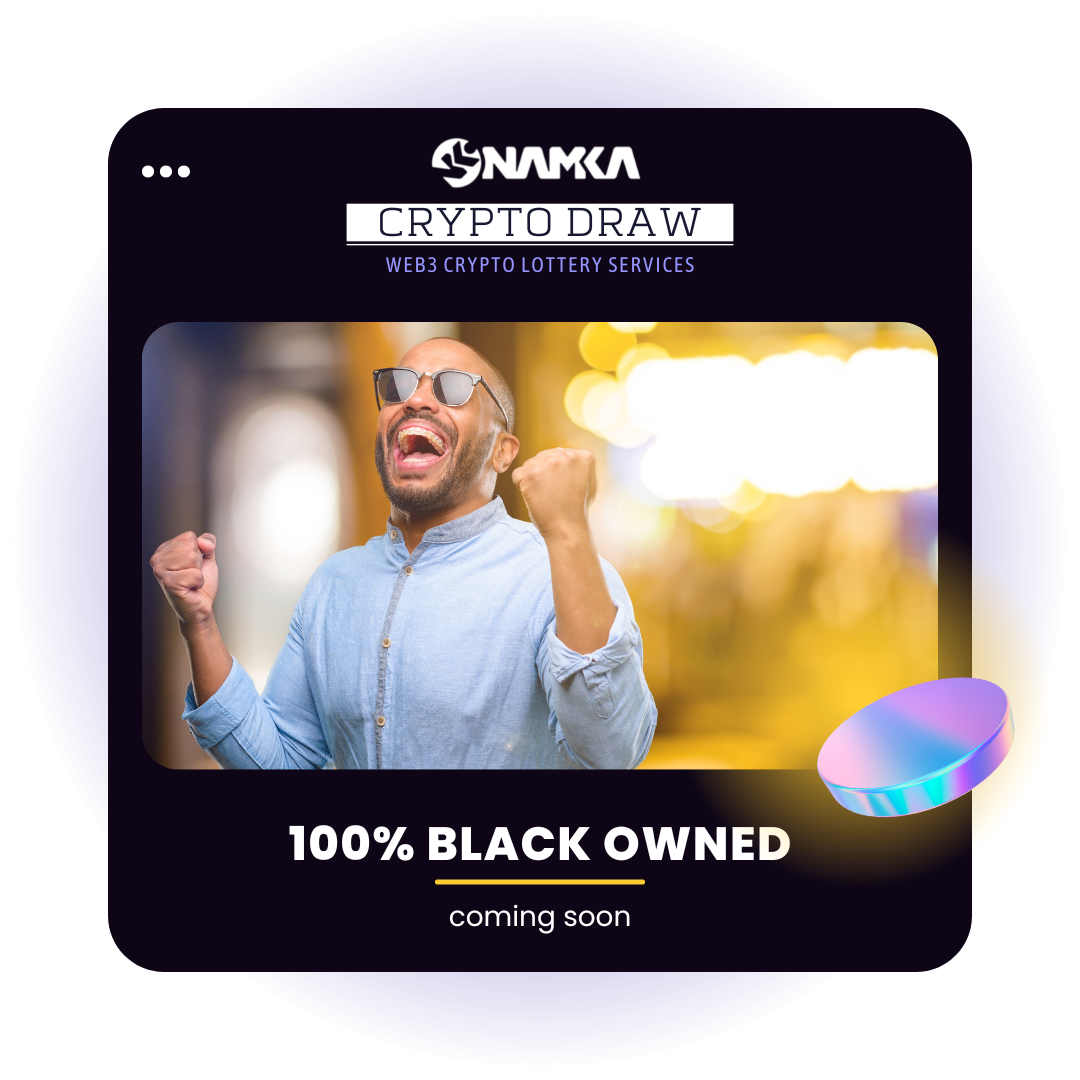 NAMKA
CRYPTO DRAW
WEB3 CRYPTO LOTTERY SERVICES
100% BLACK OWNED
coming soon